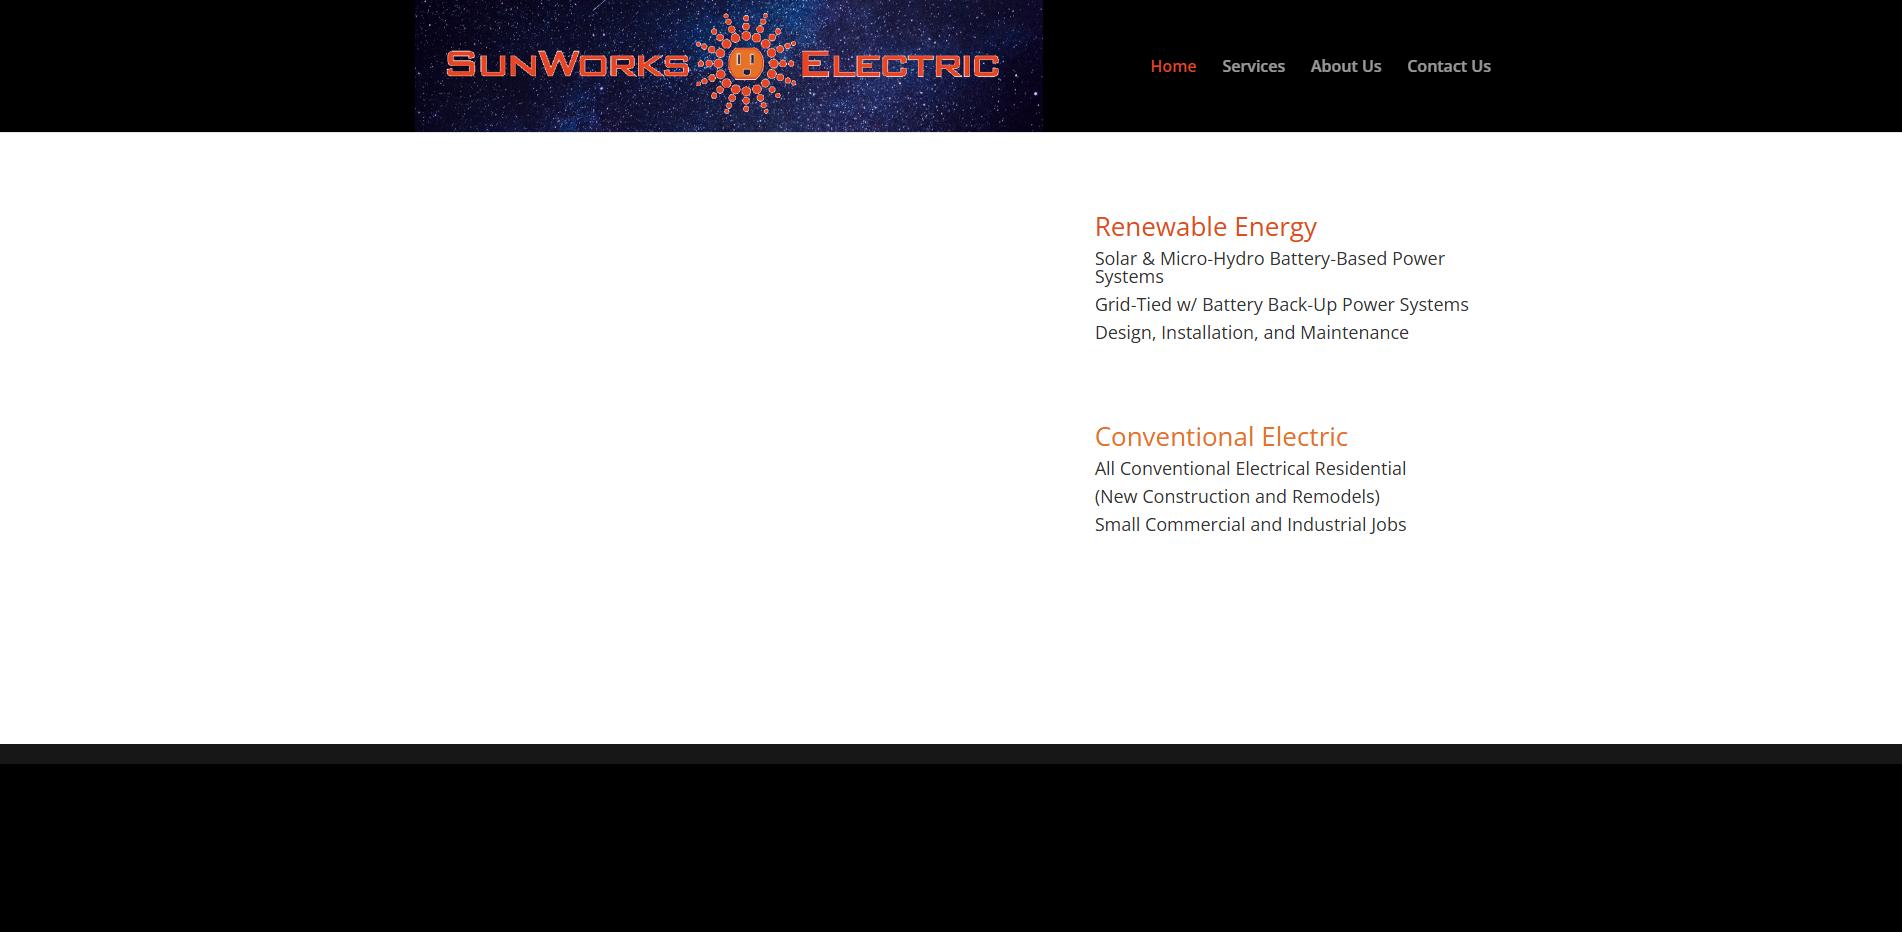 SunWorks Electric
Home Services About Us Contact Us
Renewable Energy
Solar & Micro-Hydro Battery-Based Power
Systems
Grid-Tied w/ Battery Back-Up Power Systems
Design, Installation, and Maintenance
Conventional Electric
All Conventional Electrical Residential
(New Construction and Remodels)
Small Commercial and Industrial Jobs